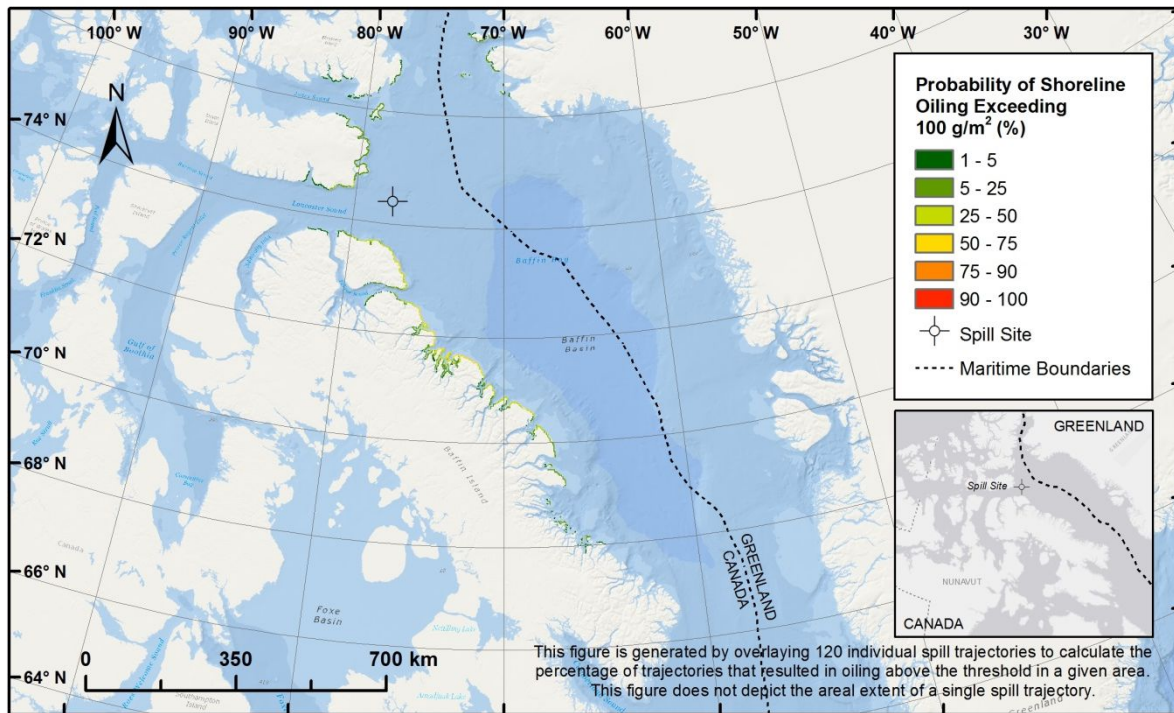 100° W
90° W
80° W
70° W
60° W
50° W
40° W
30° W
74° N
72° N
70° N
68° N
66° N
64° N
N
Lancaster Sound
Baffin Bay
Baffin
Basin
Gulf of
Boothia
Baffin Island
Canada
Foxe
Basin
Southampton
Island
Greenland
GREENLAND
CANADA
0 350 700 km
Probability of Shoreline
Oiling Exceeding
100 g/m² (%)
1 - 5
5 - 25
25 - 50
50 - 75
75 - 90
90 - 100
Spill Site
Maritime Boundaries
GREENLAND
Spill Site
NUNAVUT
CANADA
This figure is generated by overlaying 120 individual spill trajectories to calculate the
percentage of trajectories that resulted in oiling above the threshold in a given area.
This figure does not depict the areal extent of a single spill trajectory.